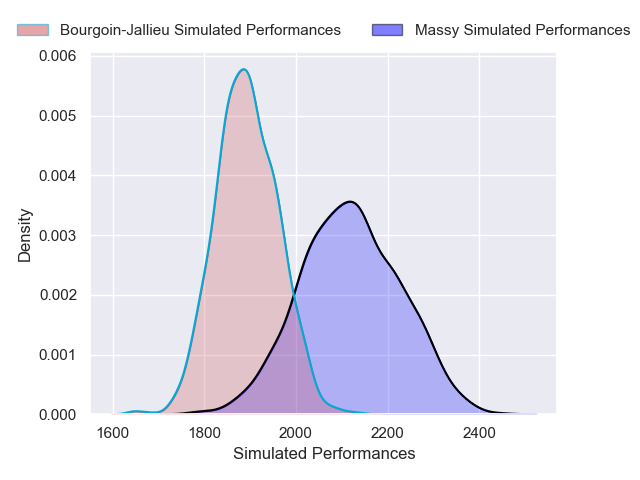 Bourgoin-Jallieu Simulated Performances
Massy Simulated Performances
0.006
0.005
0.004
0.003
0.002
0.001
0.000
Density
1600 1800 2000 2200 2400
Simulated Performances